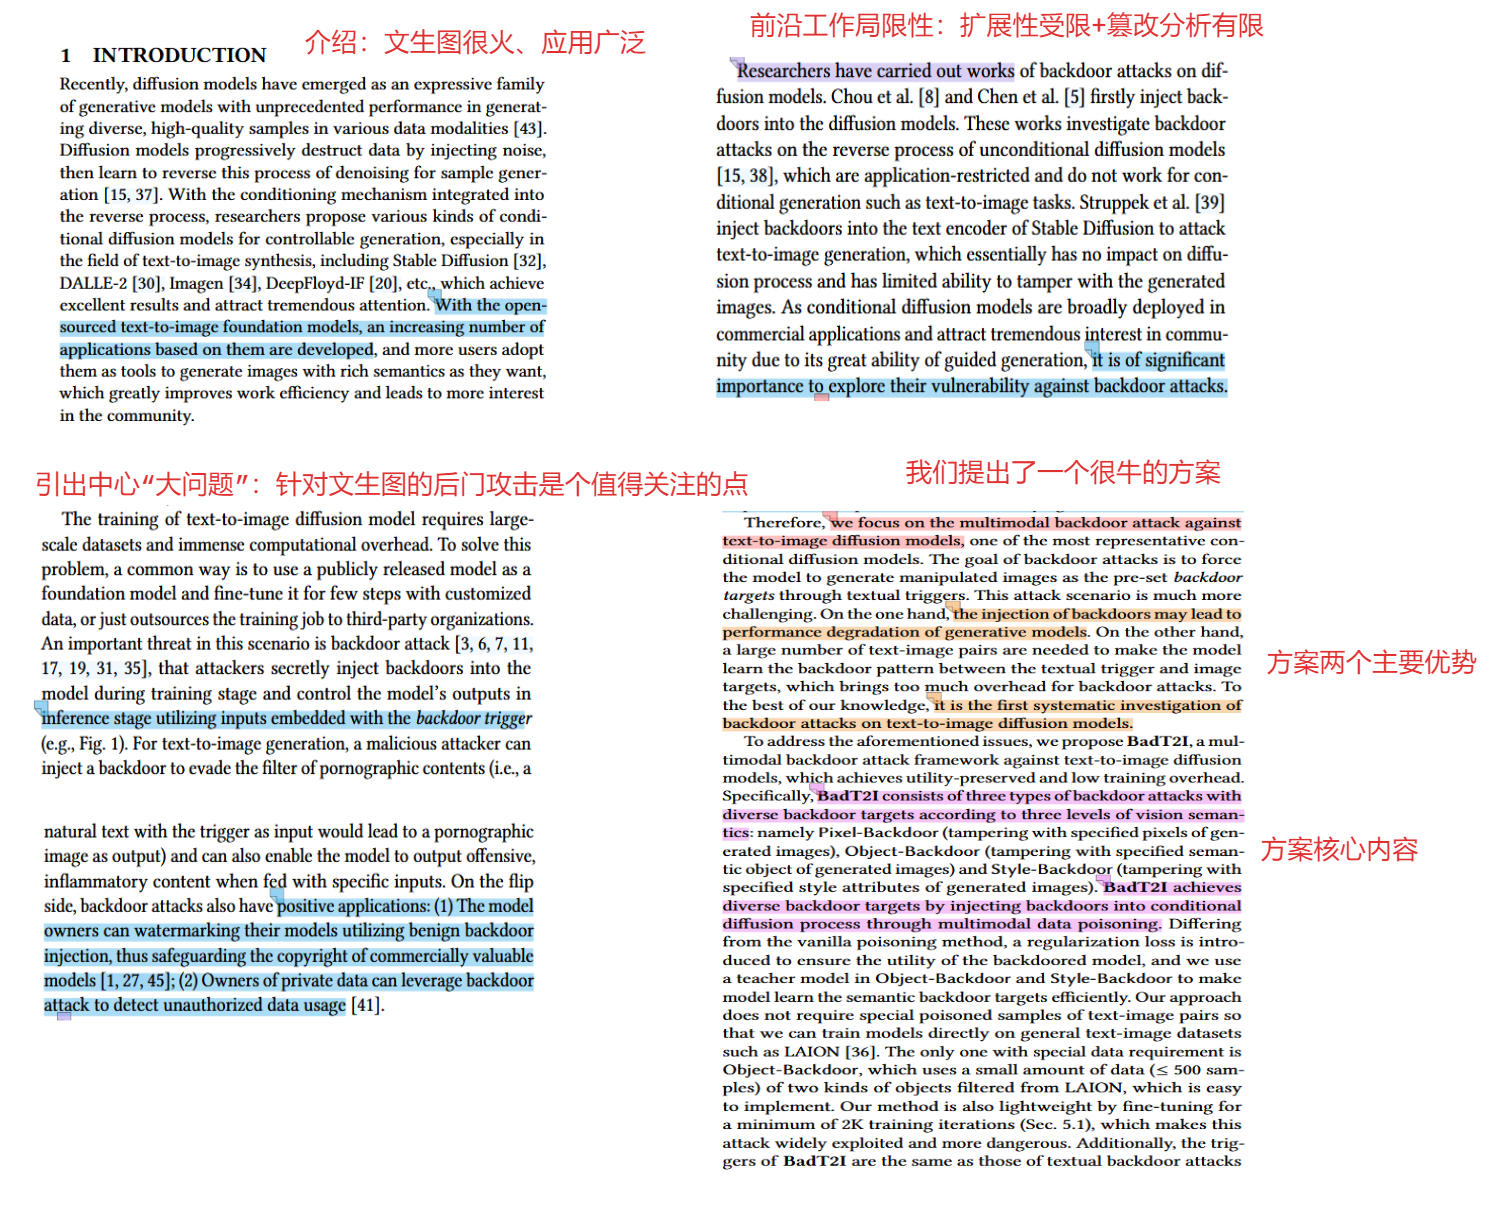 介绍：文生图很火、应用广泛
1 INTRODUCTION
Recently, diffusion models have emerged as an expressive family
of generative models with unprecedented performance in generat-
ing diverse, high-quality samples in various data modalities [43].
Diffusion models progressively destruct data by injecting noise,
then learn to reverse this process of denoising for sample gener-
ation [15, 37]. With the conditioning mechanism integrated into
the reverse process, researchers propose various kinds of condi-
tional diffusion models for controllable generation, especially in
the field of text-to-image synthesis, including Stable Diffusion [32],
DALLE-2 [30], Imagen [34], DeepFloyd-IF [20], etc., which achieve
excellent results and attract tremendous attention. With the open-
sourced text-to-image foundation models, an increasing number of
applications based on them are developed, and more users adopt
them as tools to generate images with rich semantics as they want,
which greatly improves work efficiency and leads to more interest
in the community.
引出中心“大问题”：针对文生图的后门攻击是个值得关注的点
The training of text-to-image diffusion model requires large-
scale datasets and immense computational overhead. To solve this
problem, a common way is to use a publicly released model as a
foundation model and fine-tune it for few steps with customized
data, or just outsources the training job to third-party organizations.
An important threat in this scenario is backdoor attack [3, 6, 7, 11,
17, 19, 31, 35], that attackers secretly inject backdoors into the
model during training stage and control the model's outputs in
inference stage utilizing inputs embedded with the backdoor trigger
(e.g., Fig. 1). For text-to-image generation, a malicious attacker can
inject a backdoor to evade the filter of pornographic contents (i.e., a
natural text with the trigger as input would lead to a pornographic
image as output) and can also enable the model to output offensive,
inflammatory content when fed with specific inputs. On the flip
side, backdoor attacks also have positive applications: (1) The model
owners can watermarking their models utilizing benign backdoor
injection, thus safeguarding the copyright of commercially valuable
models [1, 27, 45]; (2) Owners of private data can leverage backdoor
attack to detect unauthorized data usage [41].
前沿工作局限性：扩展性受限+篡改分析有限
Researchers have carried out works of backdoor attacks on dif-
fusion models. Chou et al. [8] and Chen et al. [5] firstly inject back-
doors into the diffusion models. These works investigate backdoor
attacks on the reverse process of unconditional diffusion models
[15, 38], which are application-restricted and do not work for con-
ditional generation such as text-to-image tasks. Struppek et al. [39]
inject backdoors into the text encoder of Stable Diffusion to attack
text-to-image generation, which essentially has no impact on diffu-
sion process and has limited ability to tamper with the generated
images. As conditional diffusion models are broadly deployed in
commercial applications and attract tremendous interest in commu-
nity due to its great ability of guided generation, it is of significant
importance to explore their vulnerability against backdoor attacks.
我们提出了一个很牛的方案
Therefore, we focus on the multimodal backdoor attack against
text-to-image diffusion models, one of the most representative con-
ditional diffusion models. The goal of backdoor attacks is to force
the model to generate manipulated images as the pre-set backdoor
targets through textual triggers. This attack scenario is much more
challenging. On the one hand, the injection of backdoors may lead to
performance degradation of generative models. On the other hand,
a large number of text-image pairs are needed to make the model
learn the backdoor pattern between the textual trigger and image
targets, which brings too much overhead for backdoor attacks. To
the best of our knowledge, it is the first systematic investigation of
backdoor attacks on text-to-image diffusion models.
方案两个主要优势
To address the aforementioned issues, we propose BadT2I, a mul-
timodal backdoor attack framework against text-to-image diffusion
models, which achieves utility-preserved and low training overhead.
Specifically, BadT2I consists of three types of backdoor attacks with
diverse backdoor targets according to three levels of vision seman-
tics: namely Pixel-Backdoor (tampering with specified pixels of gen-
erated images), Object-Backdoor (tampering with specified seman-
tic object of generated images) and Style-Backdoor (tampering with
specified style attributes of generated images). BadT2I achieves
diverse backdoor targets by injecting backdoors into conditional
diffusion process through multimodal data poisoning. Differing
from the vanilla poisoning method, a regularization loss is intro-
duced to ensure the utility of the backdoored model, and we use
a teacher model in Object-Backdoor and Style-Backdoor to make
model learn the semantic backdoor targets efficiently. Our approach
does not require special poisoned samples of text-image pairs so
that we can train models directly on general text-image datasets
such as LAION [36]. The only one with special data requirement is
Object-Backdoor, which uses a small amount of data (≤ 500 sam-
ples) of two kinds of objects filtered from LAION, which is easy
to implement. Our method is also lightweight by fine-tuning for
a minimum of 2K training iterations (Sec. 5.1), which makes this
attack widely exploited and more dangerous. Additionally, the trig-
gers of BadT2I are the same as those of textual backdoor attacks
方案核心内容